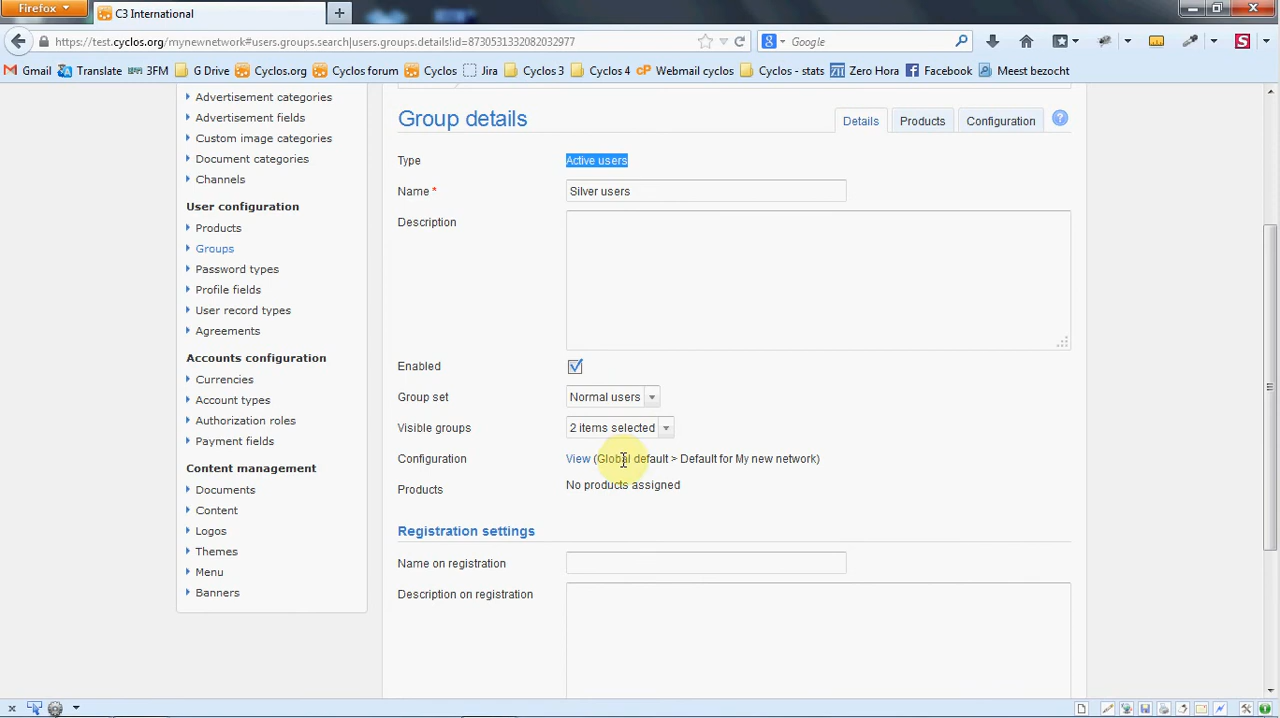 Firefox
C3 International
https://test.cyclos.org/mynewnetwork#users.groups.search|users.groups.details!id=8730531332082032977
Google
Gmail Translate 3FM G Drive Cyclos.org Cyclos forum Cyclos Jira Cyclos 3 Cyclos 4 Webmail cyclos Cyclos - stats Zero Hora Facebook Meest bezocht
Advertisement categories
Advertisement fields
Custom image categories
Document categories
Channels
User configuration
Products
Groups
Password types
Profile fields
User record types
Agreements
Accounts configuration
Currencies
Account types
Authorization roles
Payment fields
Content management
Documents
Content
Logos
Themes
Menu
Banners
Group details
Details Products Configuration ?
Type Active users
Name * Silver users
Description
Enabled
Group set Normal users
Visible groups 2 items selected
Configuration View (Global default > Default for My new network)
Products No products assigned
Registration settings
Name on registration
Description on registration